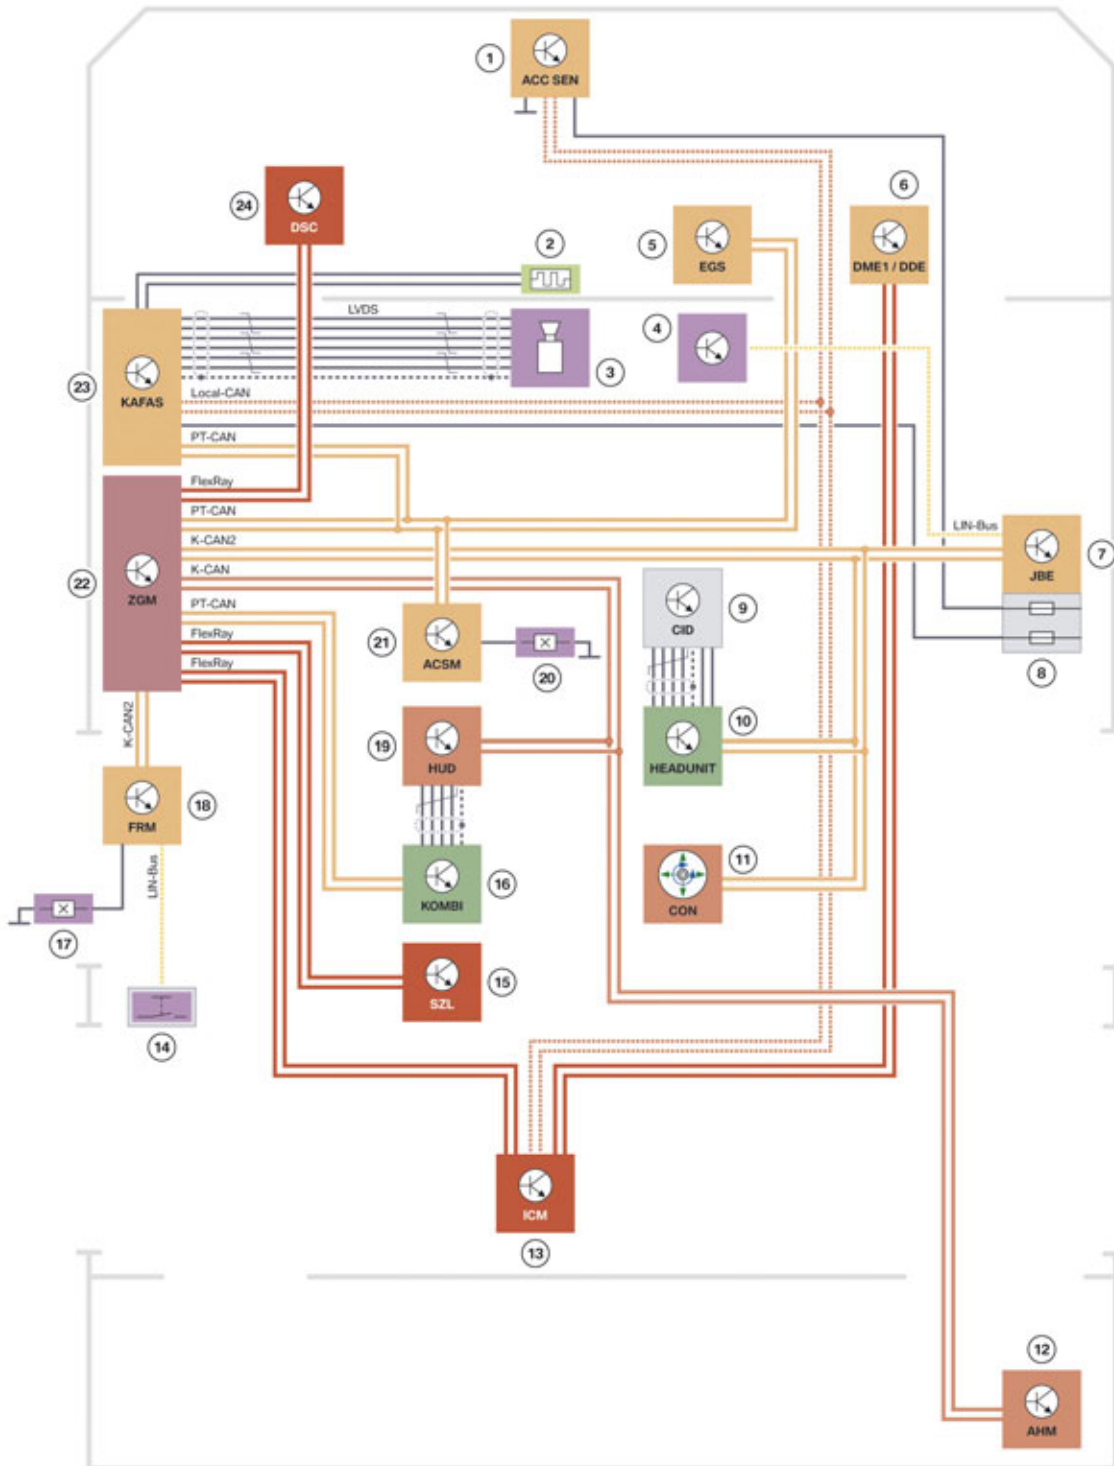 1
ACC SEN
6
24
DSC
5
EGS
DME1 / DDE
2
LVDS
4
3
23
KAFAS
Local-CAN
PT-CAN
FlexRay
PT-CAN
K-CAN2
K-CAN
PT-CAN
FlexRay
FlexRay
22
ZGM
LIN-Bus
7
JBE
8
9
CID
21
ACSM
20
10
HEADUNIT
19
HUD
K-CAN2
18
FRM
LIN-Bus
16
KOMBI
11
CON
17
15
SZL
14
ICM
13
12
AHM